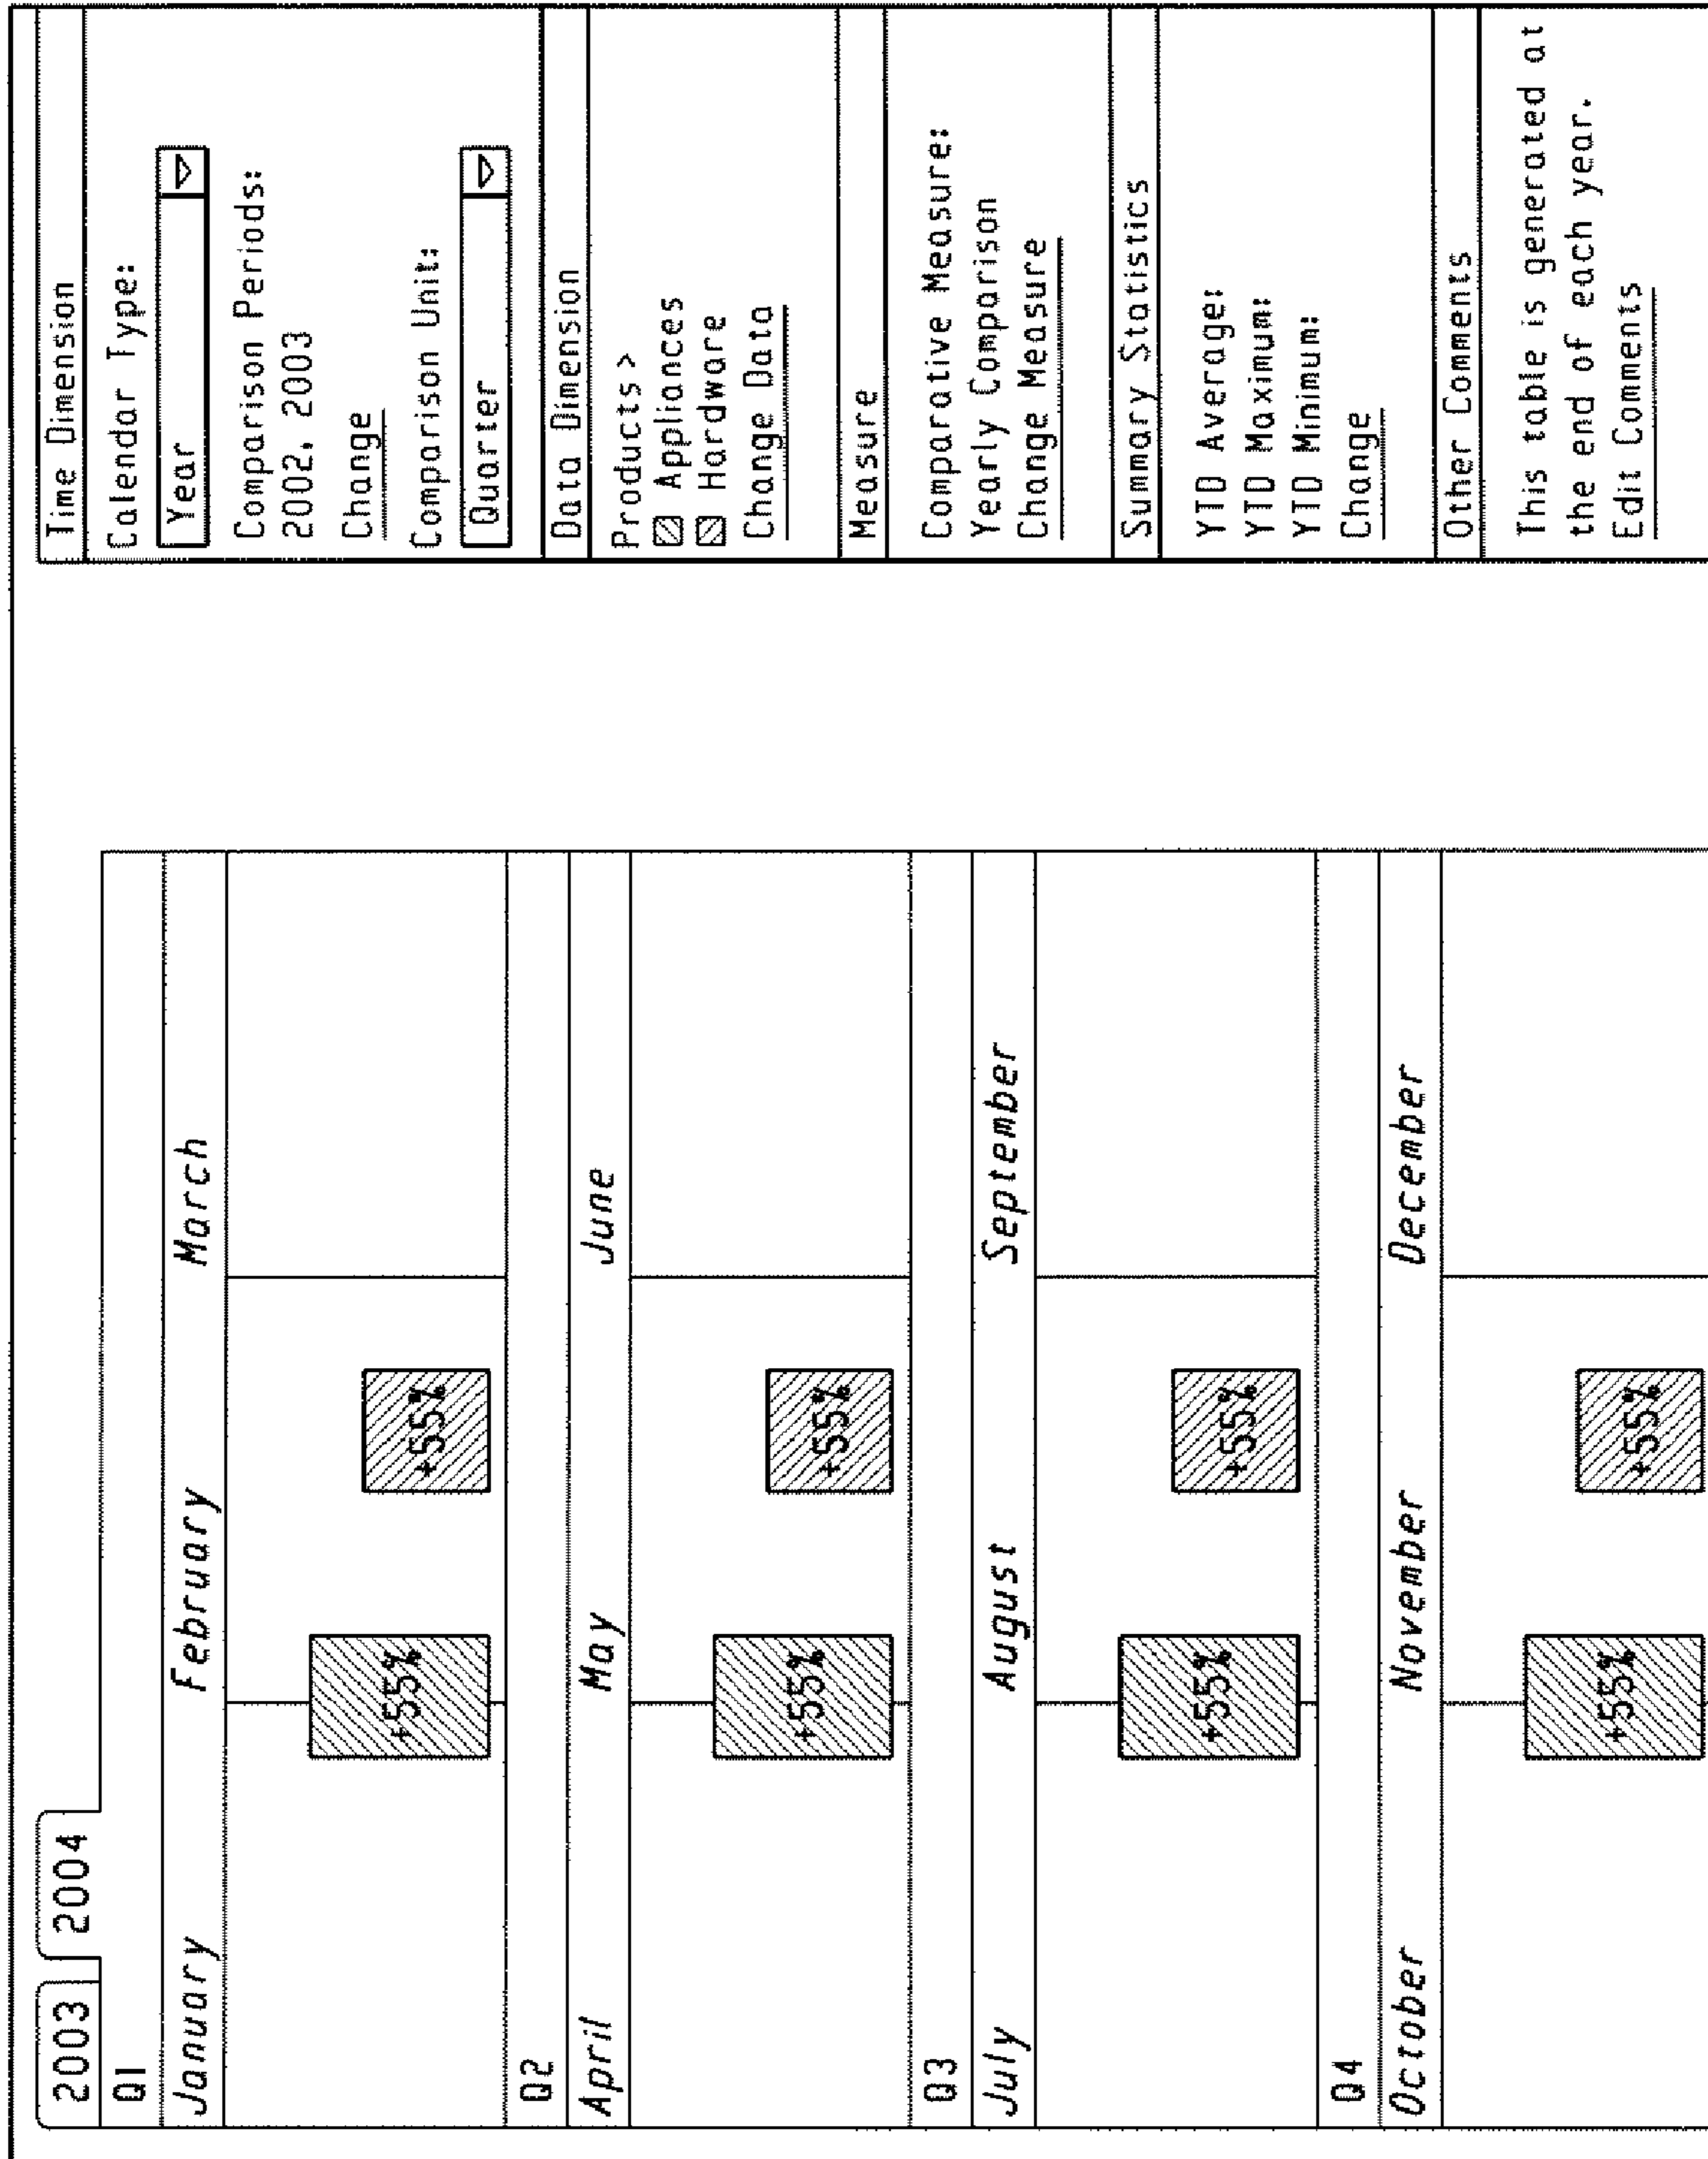 2003 2004
Q1
January February March
+55% +55%
Q2
April May June
+55% +55%
Q3
July August September
+55% +55%
Q4
October November December
+55% +55%
Time Dimension
Calendar Type:
Year
Comparison Periods:
2002, 2003
Change
Comparison Unit:
Quarter
Data Dimension
Products >
Appliances
Hardware
Change Data
Measure
Comparative Measure:
Yearly Comparison
Change Measure
Summary Statistics
YTD Average:
YTD Maximum:
YTD Minimum:
Change
Other Comments
This table is generated at
the end of each year.
Edit Comments